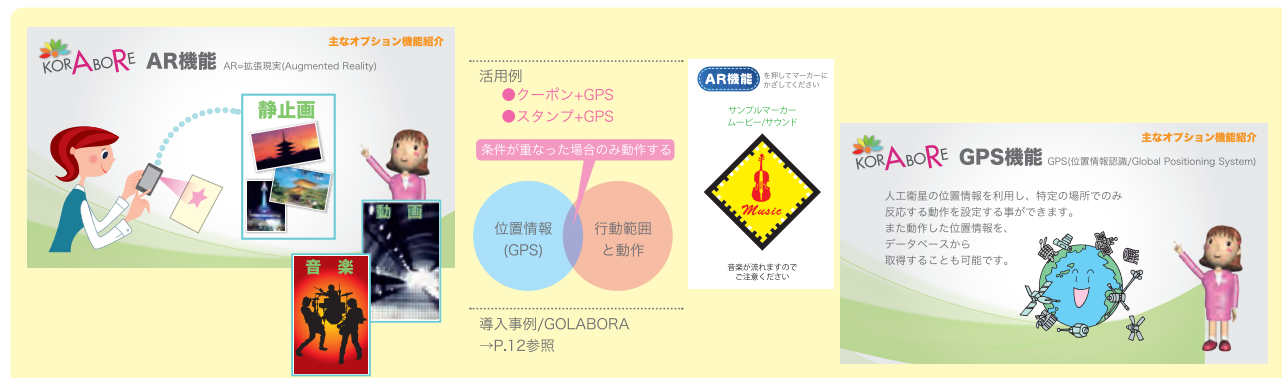 主なオプション機能紹介
KORABORE AR機能 AR=拡張現実(Augmented Reality)
静止画
動 画
音 楽
活用例
●クーポン+GPS
●スタンプ+GPS
条件が重なった場合のみ動作する
位置情報
(GPS)
行動範囲
と動作
導入事例/GOLABORA
→P.12参照
AR機能 を押してマーカーに
かざしてください
サンプルマーカー
ムービー/サウンド
Music
音楽が流れますので
ご注意ください
主なオプション機能紹介
KORABORE GPS機能 GPS(位置情報認識/Global Positioning System)
人工衛星の位置情報を利用し、特定の場所でのみ
反応する動作を設定する事ができます。
また動作した位置情報を、
データベースから
取得することも可能です。